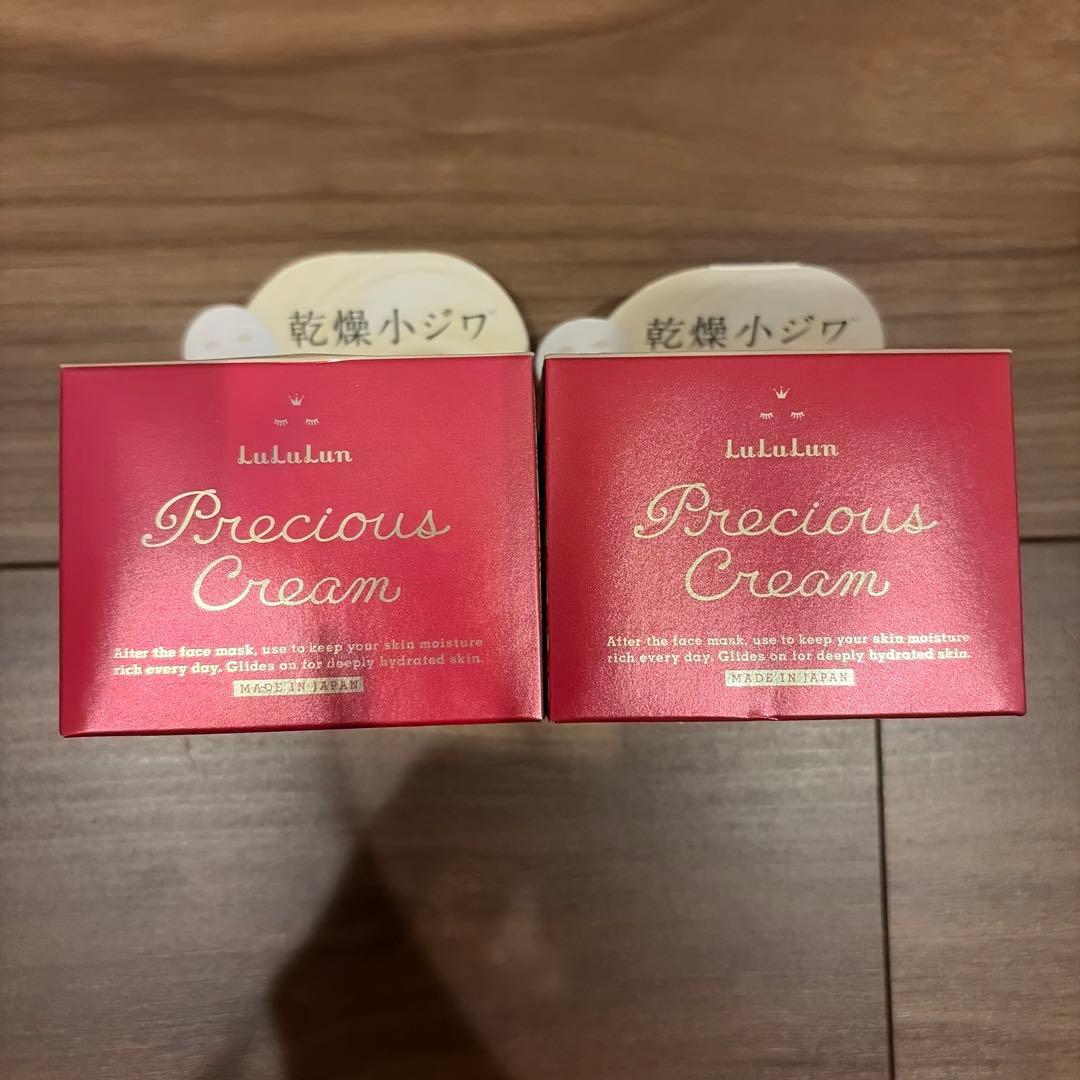 乾燥小ジワ
LuLuLun
Precious
Cream
After the face mask, use to keep your skin moisture
rich every day. Glides on for deeply hydrated skin.
MADE IN JAPAN
乾燥小ジワ
LuLuLun
Precious
Cream
After the face mask, use to keep your skin moisture
rich every day. Glides on for deeply hydrated skin.
MADE IN JAPAN